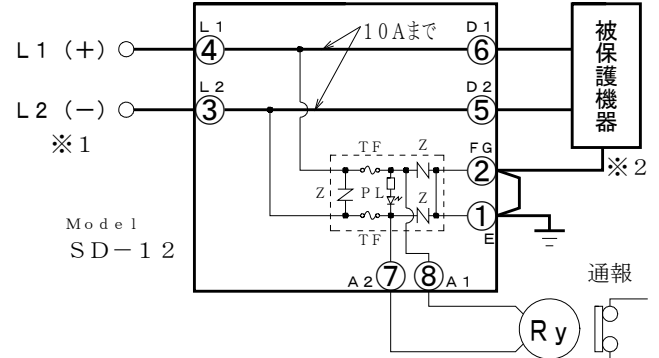 L1 10Aまで D1
L1 (+) ④ ⑥
L2 D2
L2 (−) ③ ⑤
被保護機器
※1
TF Z FG
② ※2
Z PL Z
①
TF E
Model
SD-12
A2 ⑦ ⑧ A1
通報
Ry